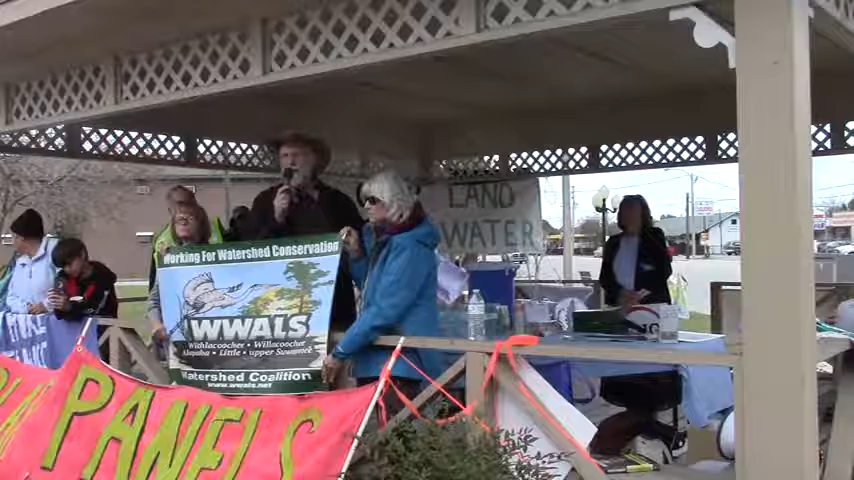 LAND
WATER
Working For Watershed Conservation
WWALS
Withlacoochee • Willacoochee
Alapaha • Little • upper Suwannee
Watershed Coalition
www.wwals.net
PANELS